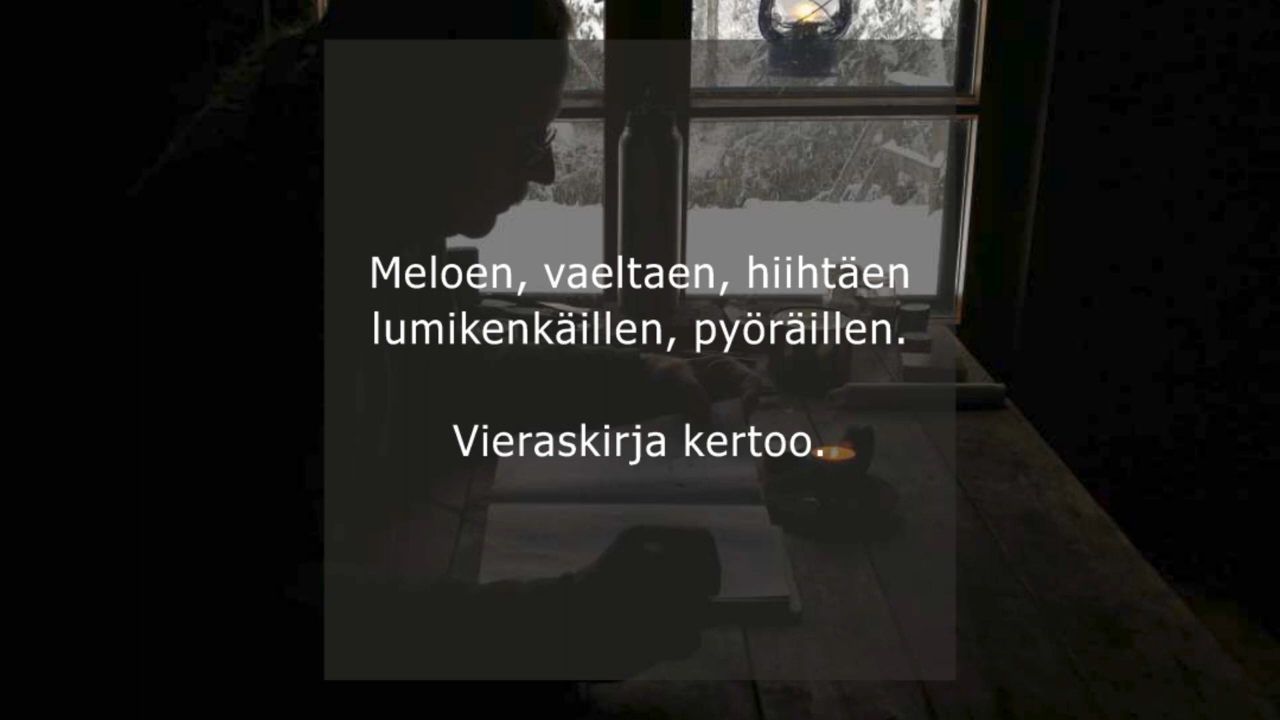 Meloen, vaeltaen, hiihtäen
lumikenkäillen, pyöräillen.
Vieraskirja kertoo.